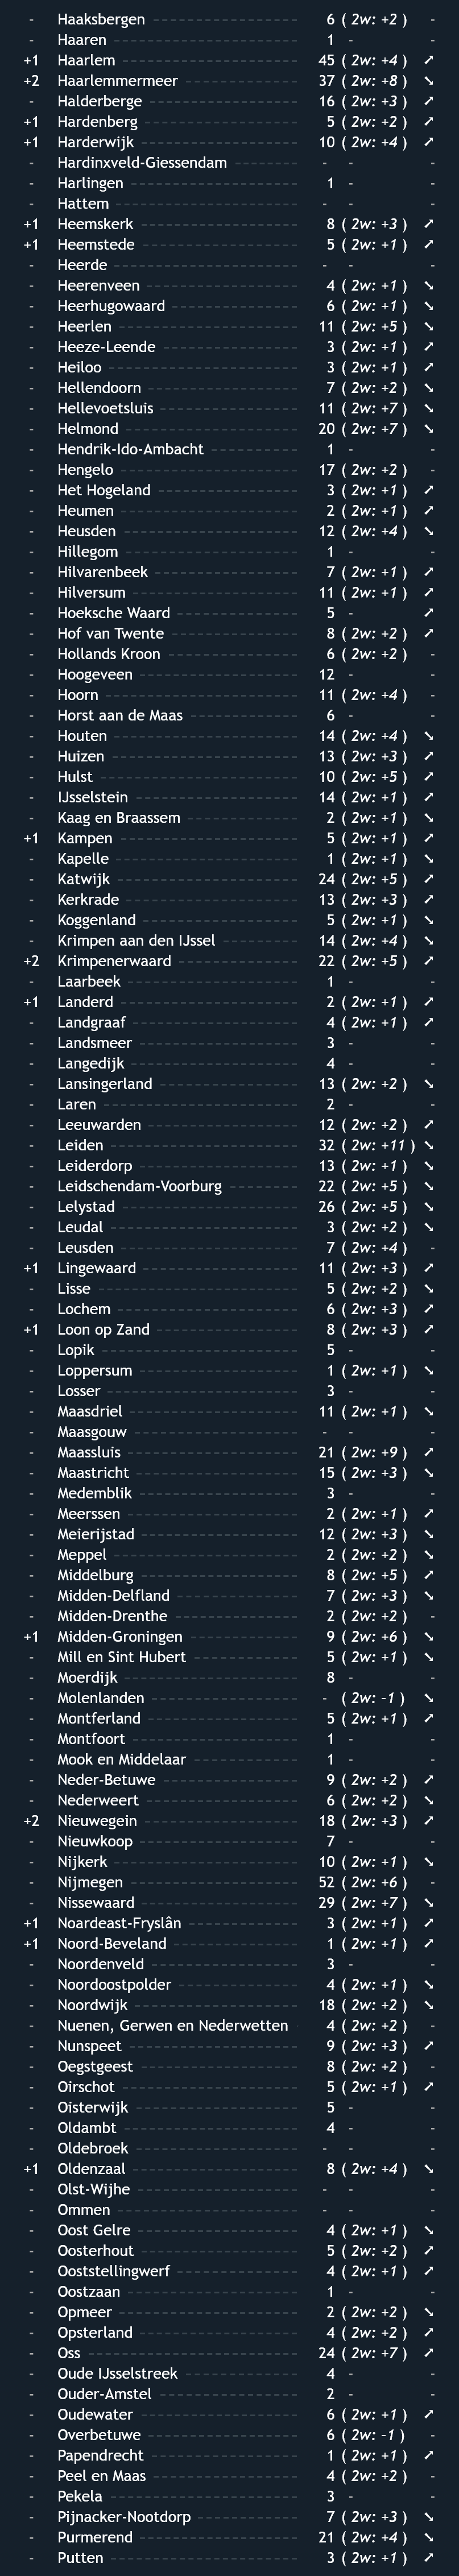 - Haaksbergen 6 ( 2w: +2 ) -
- Haaren 1 - -
+1 Haarlem 45 ( 2w: +4 ) ↗
+2 Haarlemmermeer 37 ( 2w: +8 ) ↘
- Halderberge 16 ( 2w: +3 ) ↗
+1 Hardenberg 5 ( 2w: +2 ) ↗
+1 Harderwijk 10 ( 2w: +4 ) ↗
- Hardinxveld-Giessendam - - -
- Harlingen 1 - -
- Hattem - - -
+1 Heemskerk 8 ( 2w: +3 ) ↗
+1 Heemstede 5 ( 2w: +1 ) ↗
- Heerde - - -
- Heerenveen 4 ( 2w: +1 ) ↘
- Heerhugowaard 6 ( 2w: +1 ) ↘
- Heerlen 11 ( 2w: +5 ) ↘
- Heeze-Leende 3 ( 2w: +1 ) ↗
- Heiloo 3 ( 2w: +1 ) ↗
- Hellendoorn 7 ( 2w: +2 ) ↘
- Hellevoetsluis 11 ( 2w: +7 ) ↘
- Helmond 20 ( 2w: +7 ) ↘
- Hendrik-Ido-Ambacht 1 - -
- Hengelo 17 ( 2w: +2 ) -
- Het Hogeland 3 ( 2w: +1 ) ↗
- Heumen 2 ( 2w: +1 ) ↗
- Heusden 12 ( 2w: +4 ) ↘
- Hillegom 1 - -
- Hilvarenbeek 7 ( 2w: +1 ) ↗
- Hilversum 11 ( 2w: +1 ) ↗
- Hoeksche Waard 5 - ↗
- Hof van Twente 8 ( 2w: +2 ) ↗
- Hollands Kroon 6 ( 2w: +2 ) -
- Hoogeveen 12 - -
- Hoorn 11 ( 2w: +4 ) -
- Horst aan de Maas 6 - -
- Houten 14 ( 2w: +4 ) ↘
- Huizen 13 ( 2w: +3 ) ↗
- Hulst 10 ( 2w: +5 ) ↗
- IJsselstein 14 ( 2w: +1 ) ↗
- Kaag en Braassem 2 ( 2w: +1 ) ↘
+1 Kampen 5 ( 2w: +1 ) ↗
- Kapelle 1 ( 2w: +1 ) ↘
- Katwijk 24 ( 2w: +5 ) ↗
- Kerkrade 13 ( 2w: +3 ) ↗
- Koggenland 5 ( 2w: +1 ) ↘
- Krimpen aan den IJssel 14 ( 2w: +4 ) ↘
+2 Krimpenerwaard 22 ( 2w: +5 ) ↗
- Laarbeek 1 - -
+1 Landerd 2 ( 2w: +1 ) ↗
- Landgraaf 4 ( 2w: +1 ) ↗
- Landsmeer 3 - -
- Langedijk 4 - -
- Lansingerland 13 ( 2w: +2 ) ↘
- Laren 2 - -
- Leeuwarden 12 ( 2w: +2 ) ↗
- Leiden 32 ( 2w: +11 ) ↘
- Leiderdorp 13 ( 2w: +1 ) ↘
- Leidschendam-Voorburg 22 ( 2w: +5 ) ↘
- Lelystad 26 ( 2w: +5 ) ↘
- Leudal 3 ( 2w: +2 ) ↘
- Leusden 7 ( 2w: +4 ) -
+1 Lingewaard 11 ( 2w: +3 ) ↗
- Lisse 5 ( 2w: +2 ) ↘
- Lochem 6 ( 2w: +3 ) ↗
+1 Loon op Zand 8 ( 2w: +3 ) ↗
- Lopik 5 - -
- Loppersum 1 ( 2w: +1 ) ↘
- Losser 3 - -
- Maasdriel 11 ( 2w: +1 ) ↘
- Maasgouw - - -
- Maassluis 21 ( 2w: +9 ) ↗
- Maastricht 15 ( 2w: +3 ) ↘
- Medemblik 3 - -
- Meerssen 2 ( 2w: +1 ) ↗
- Meierijstad 12 ( 2w: +3 ) ↘
- Meppel 2 ( 2w: +2 ) ↘
- Middelburg 8 ( 2w: +5 ) ↗
- Midden-Delfland 7 ( 2w: +3 ) ↘
- Midden-Drenthe 2 ( 2w: +2 ) -
+1 Midden-Groningen 9 ( 2w: +6 ) ↘
- Mill en Sint Hubert 5 ( 2w: +1 ) ↘
- Moerdijk 8 - -
- Molenlanden - ( 2w: -1 ) ↘
- Montferland 5 ( 2w: +1 ) ↗
- Montfoort 1 - -
- Mook en Middelaar 1 - -
- Neder-Betuwe 9 ( 2w: +2 ) ↗
- Nederweert 6 ( 2w: +2 ) ↘
+2 Nieuwegein 18 ( 2w: +3 ) ↗
- Nieuwkoop 7 - -
- Nijkerk 10 ( 2w: +1 ) ↘
- Nijmegen 52 ( 2w: +6 ) -
- Nissewaard 29 ( 2w: +7 ) ↘
+1 Noardeast-Fryslân 3 ( 2w: +1 ) ↗
+1 Noord-Beveland 1 ( 2w: +1 ) ↗
- Noordenveld 3 - -
- Noordoostpolder 4 ( 2w: +1 ) ↘
- Noordwijk 18 ( 2w: +2 ) ↘
- Nuenen, Gerwen en Nederwetten 4 ( 2w: +2 ) -
- Nunspeet 9 ( 2w: +3 ) ↗
- Oegstgeest 8 ( 2w: +2 ) -
- Oirschot 5 ( 2w: +1 ) ↗
- Oisterwijk 5 - -
- Oldambt 4 - -
- Oldebroek - - -
+1 Oldenzaal 8 ( 2w: +4 ) ↘
- Olst-Wijhe - - -
- Ommen - - -
- Oost Gelre 4 ( 2w: +1 ) ↘
- Oosterhout 5 ( 2w: +2 ) ↗
- Ooststellingwerf 4 ( 2w: +1 ) ↗
- Oostzaan 1 - -
- Opmeer 2 ( 2w: +2 ) ↘
- Opsterland 4 ( 2w: +2 ) ↗
- Oss 24 ( 2w: +7 ) ↗
- Oude IJsselstreek 4 - -
- Ouder-Amstel 2 - -
- Oudewater 6 ( 2w: +1 ) ↗
- Overbetuwe 6 ( 2w: -1 ) -
- Papendrecht 1 ( 2w: +1 ) ↗
- Peel en Maas 4 ( 2w: +2 ) -
- Pekela 3 - -
- Pijnacker-Nootdorp 7 ( 2w: +3 ) ↘
- Purmerend 21 ( 2w: +4 ) ↘
- Putten 3 ( 2w: +1 ) ↗